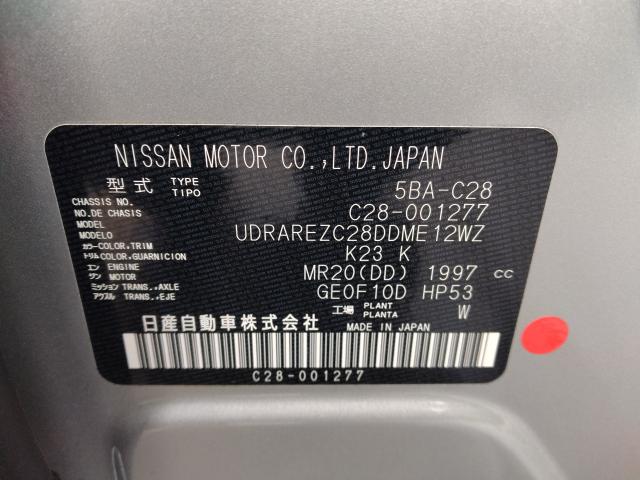 NISSAN MOTOR CO.,LTD.JAPAN
型式 TYPE TIPO 5BA-C28
CHASSIS NO. NO.DE CHASIS C28-001277
MODEL MODELO UDRAREZC28DDME12WZ
カラー COLOR,TRIM トリム COLOR,GUARNICION K23 K
エン ENGINE ジン MOTOR MR20(DD) 1997 cc
ミッション TRANS.,AXLE アクスル TRANS.,EJE GE0F10D HP53
工場 PLANT PLANTA W
日産自動車株式会社 MADE IN JAPAN
C28-001277